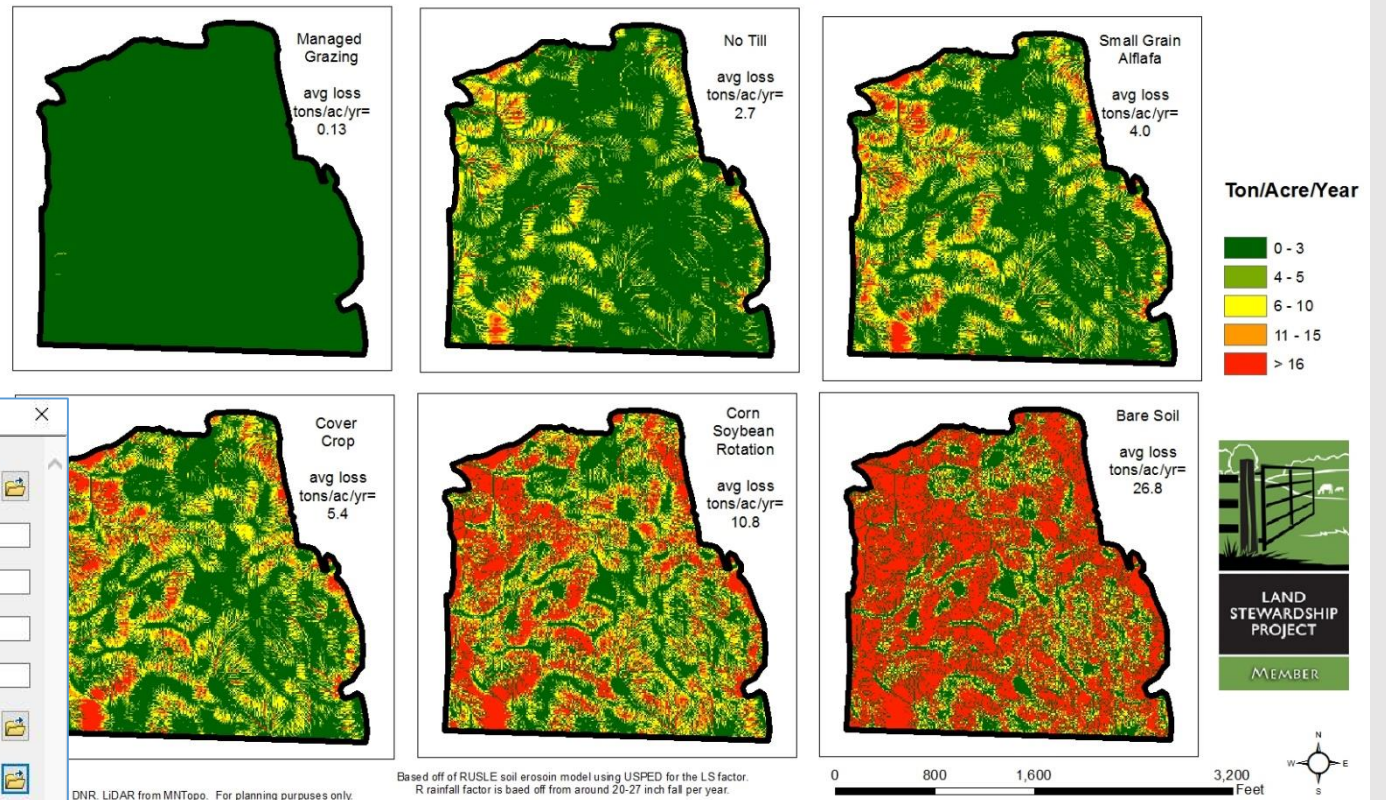 Managed
Grazing
avg loss
tons/ac/yr=
0.13
No Till
avg loss
tons/ac/yr=
2.7
Small Grain
Alflafa
avg loss
tons/ac/yr=
4.0
Ton/Acre/Year
0 - 3
4 - 5
6 - 10
11 - 15
> 16
Cover
Crop
avg loss
tons/ac/yr=
5.4
Corn
Soybean
Rotation
avg loss
tons/ac/yr=
10.8
Bare Soil
avg loss
tons/ac/yr=
26.8
LAND
STEWARDSHIP
PROJECT
MEMBER
DNR. LiDAR from MNTopo. For planning purpuses only.
Based off of RUSLE soil erosoin model using USPED for the LS factor.
R rainfall factor is baed off from around 20-27 inch fall per year.
0 800 1,600 3,200
Feet
N
W E
S